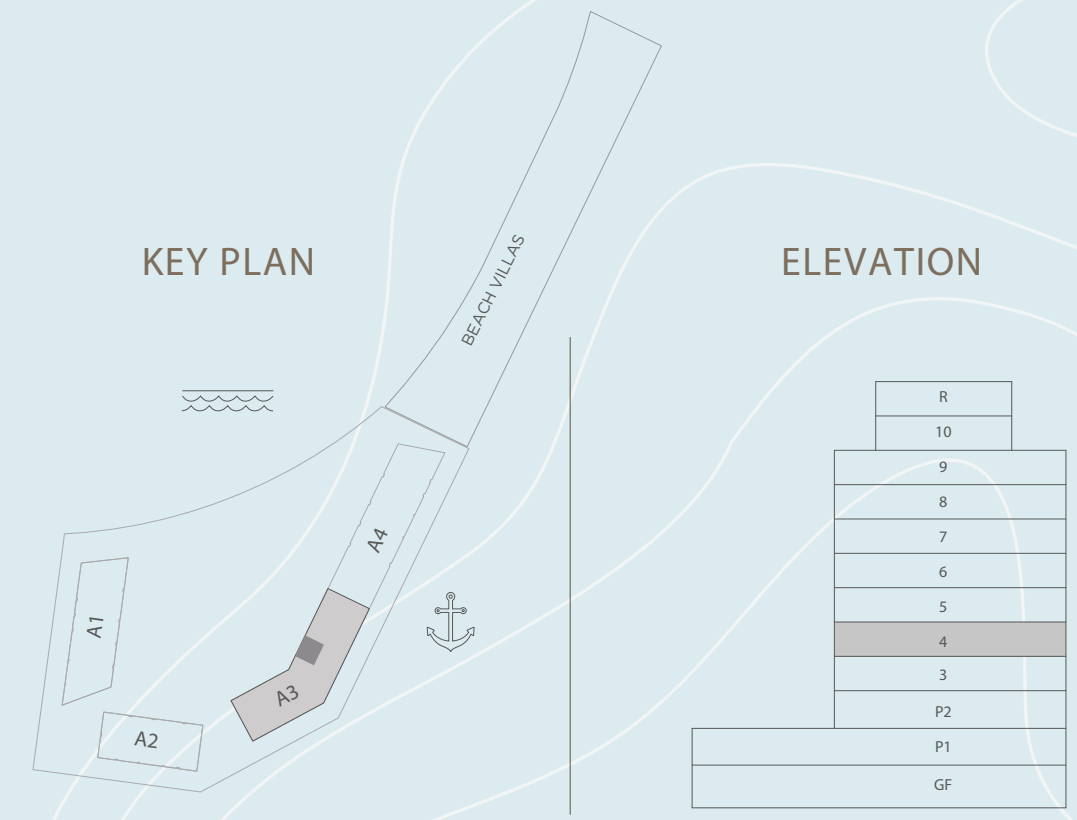 KEY PLAN
BEACH VILLAS
A4
A1
A3
A2
ELEVATION
R
10
9
8
7
6
5
4
3
P2
P1
GF